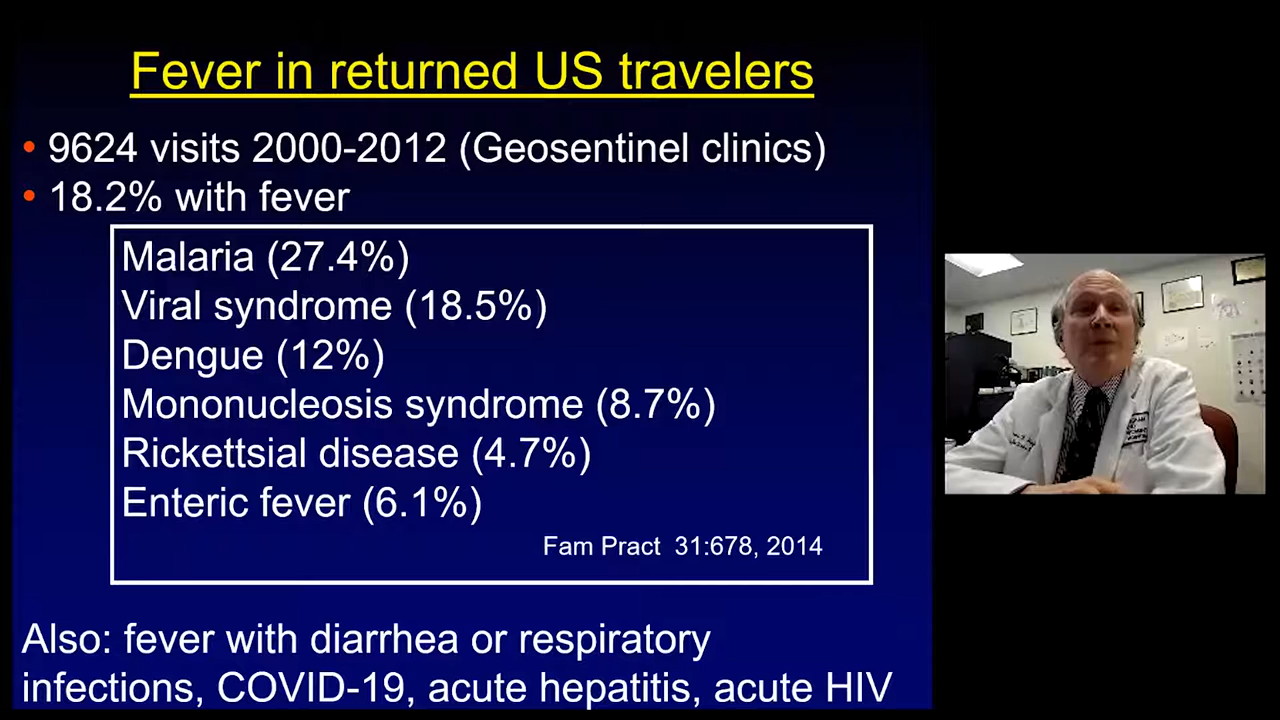 Fever in returned US travelers
• 9624 visits 2000-2012 (Geosentinel clinics)
• 18.2% with fever
Malaria (27.4%)
Viral syndrome (18.5%)
Dengue (12%)
Mononucleosis syndrome (8.7%)
Rickettsial disease (4.7%)
Enteric fever (6.1%)
Fam Pract 31:678, 2014
Also: fever with diarrhea or respiratory
infections, COVID-19, acute hepatitis, acute HIV